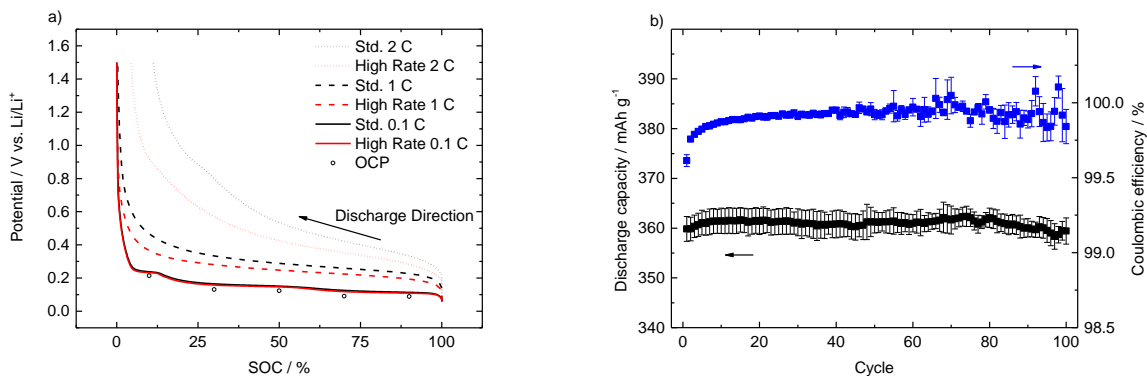 a)
1.6
1.4
1.2
1.0
0.8
0.6
0.4
0.2
0.0
Potential / V vs. Li/Li+
Std. 2 C
High Rate 2 C
Std. 1 C
High Rate 1 C
Std. 0.1 C
High Rate 0.1 C
OCP
Discharge Direction
0 25 50 75 100
SOC / %
b)
400
390
380
370
360
350
340
Discharge capacity / mAh g-1
100.0
99.5
99.0
98.5
Coulombic officiency / %
0 20 40 60 80 100
Cycle